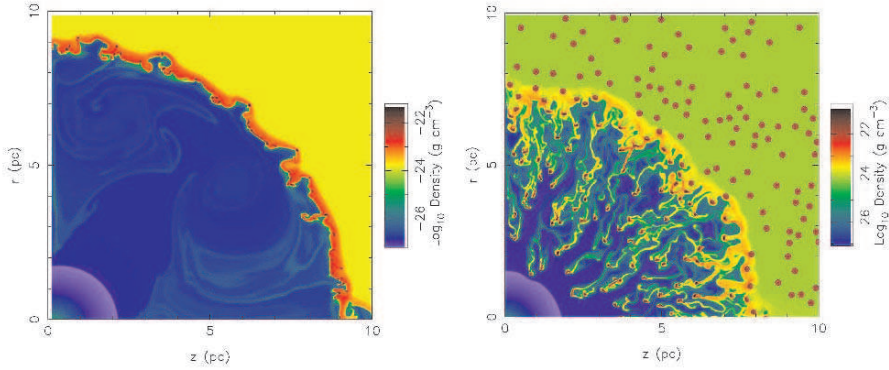 10
5
0
r (pc)
0 5 10
z (pc)
−22
−24
−26
Log₁₀ Density (g cm⁻³)
10
5
0
r (pc)
0 5 10
z (pc)
22
24
26
Log₁₀ Density (g cm⁻³)